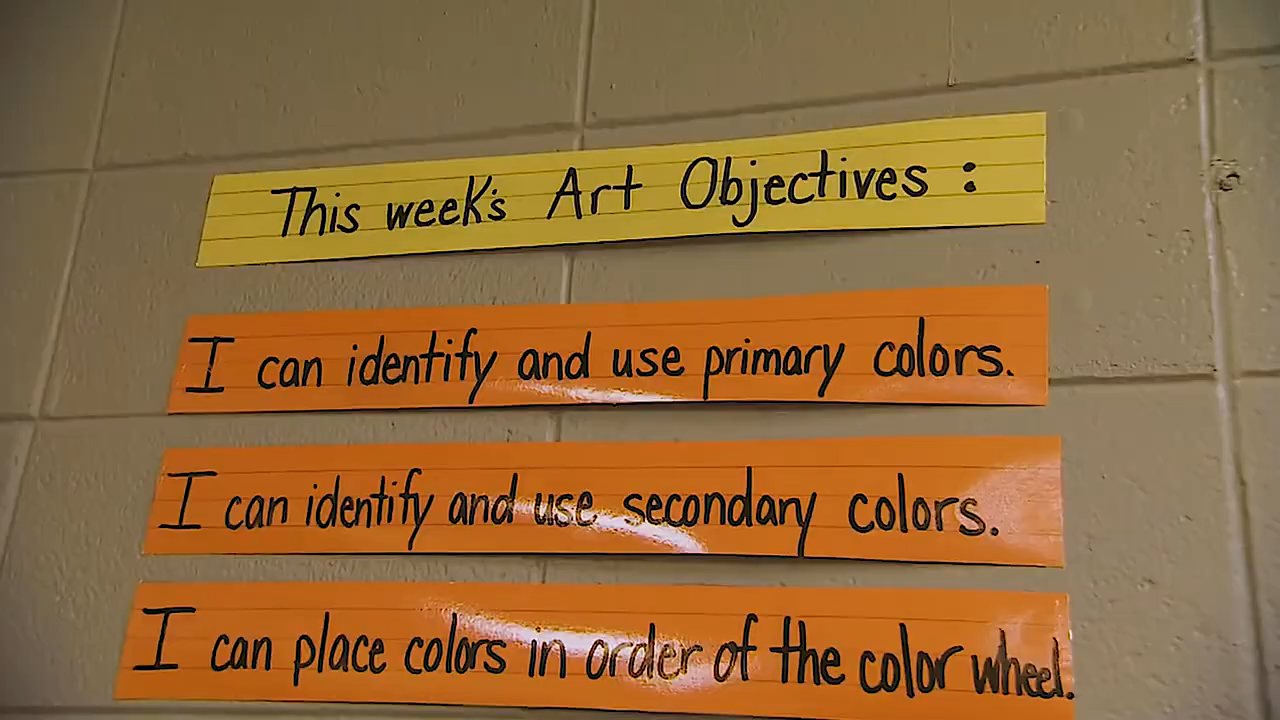 This week's Art Objectives :
I can identify and use primary colors.
I can identify and use secondary colors.
I can place colors in order of the color wheel.